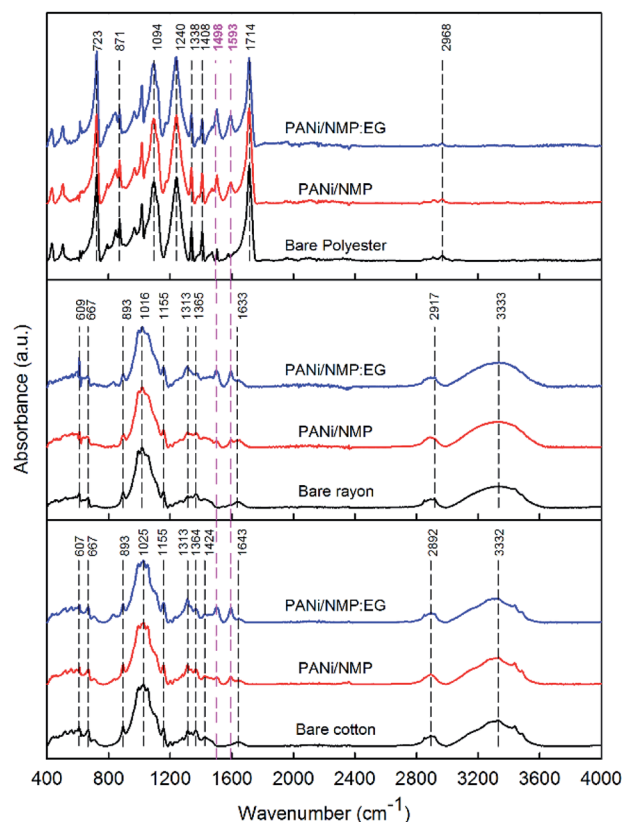 723 871 1094 1240 1338 1408 1498 1593 1714 2968
PANi/NMP:EG
PANi/NMP
Bare Polyester
609 667 893 1016 1155 1313 1365 1633 2917 3333
PANi/NMP:EG
PANi/NMP
Bare rayon
607 667 893 1025 1155 1313 1364 1424 1643 2892 3332
PANi/NMP:EG
PANi/NMP
Bare cotton
Absorbance (a.u.)
400 800 1200 1600 2000 2400 2800 3200 3600 4000
Wavenumber (cm⁻¹)